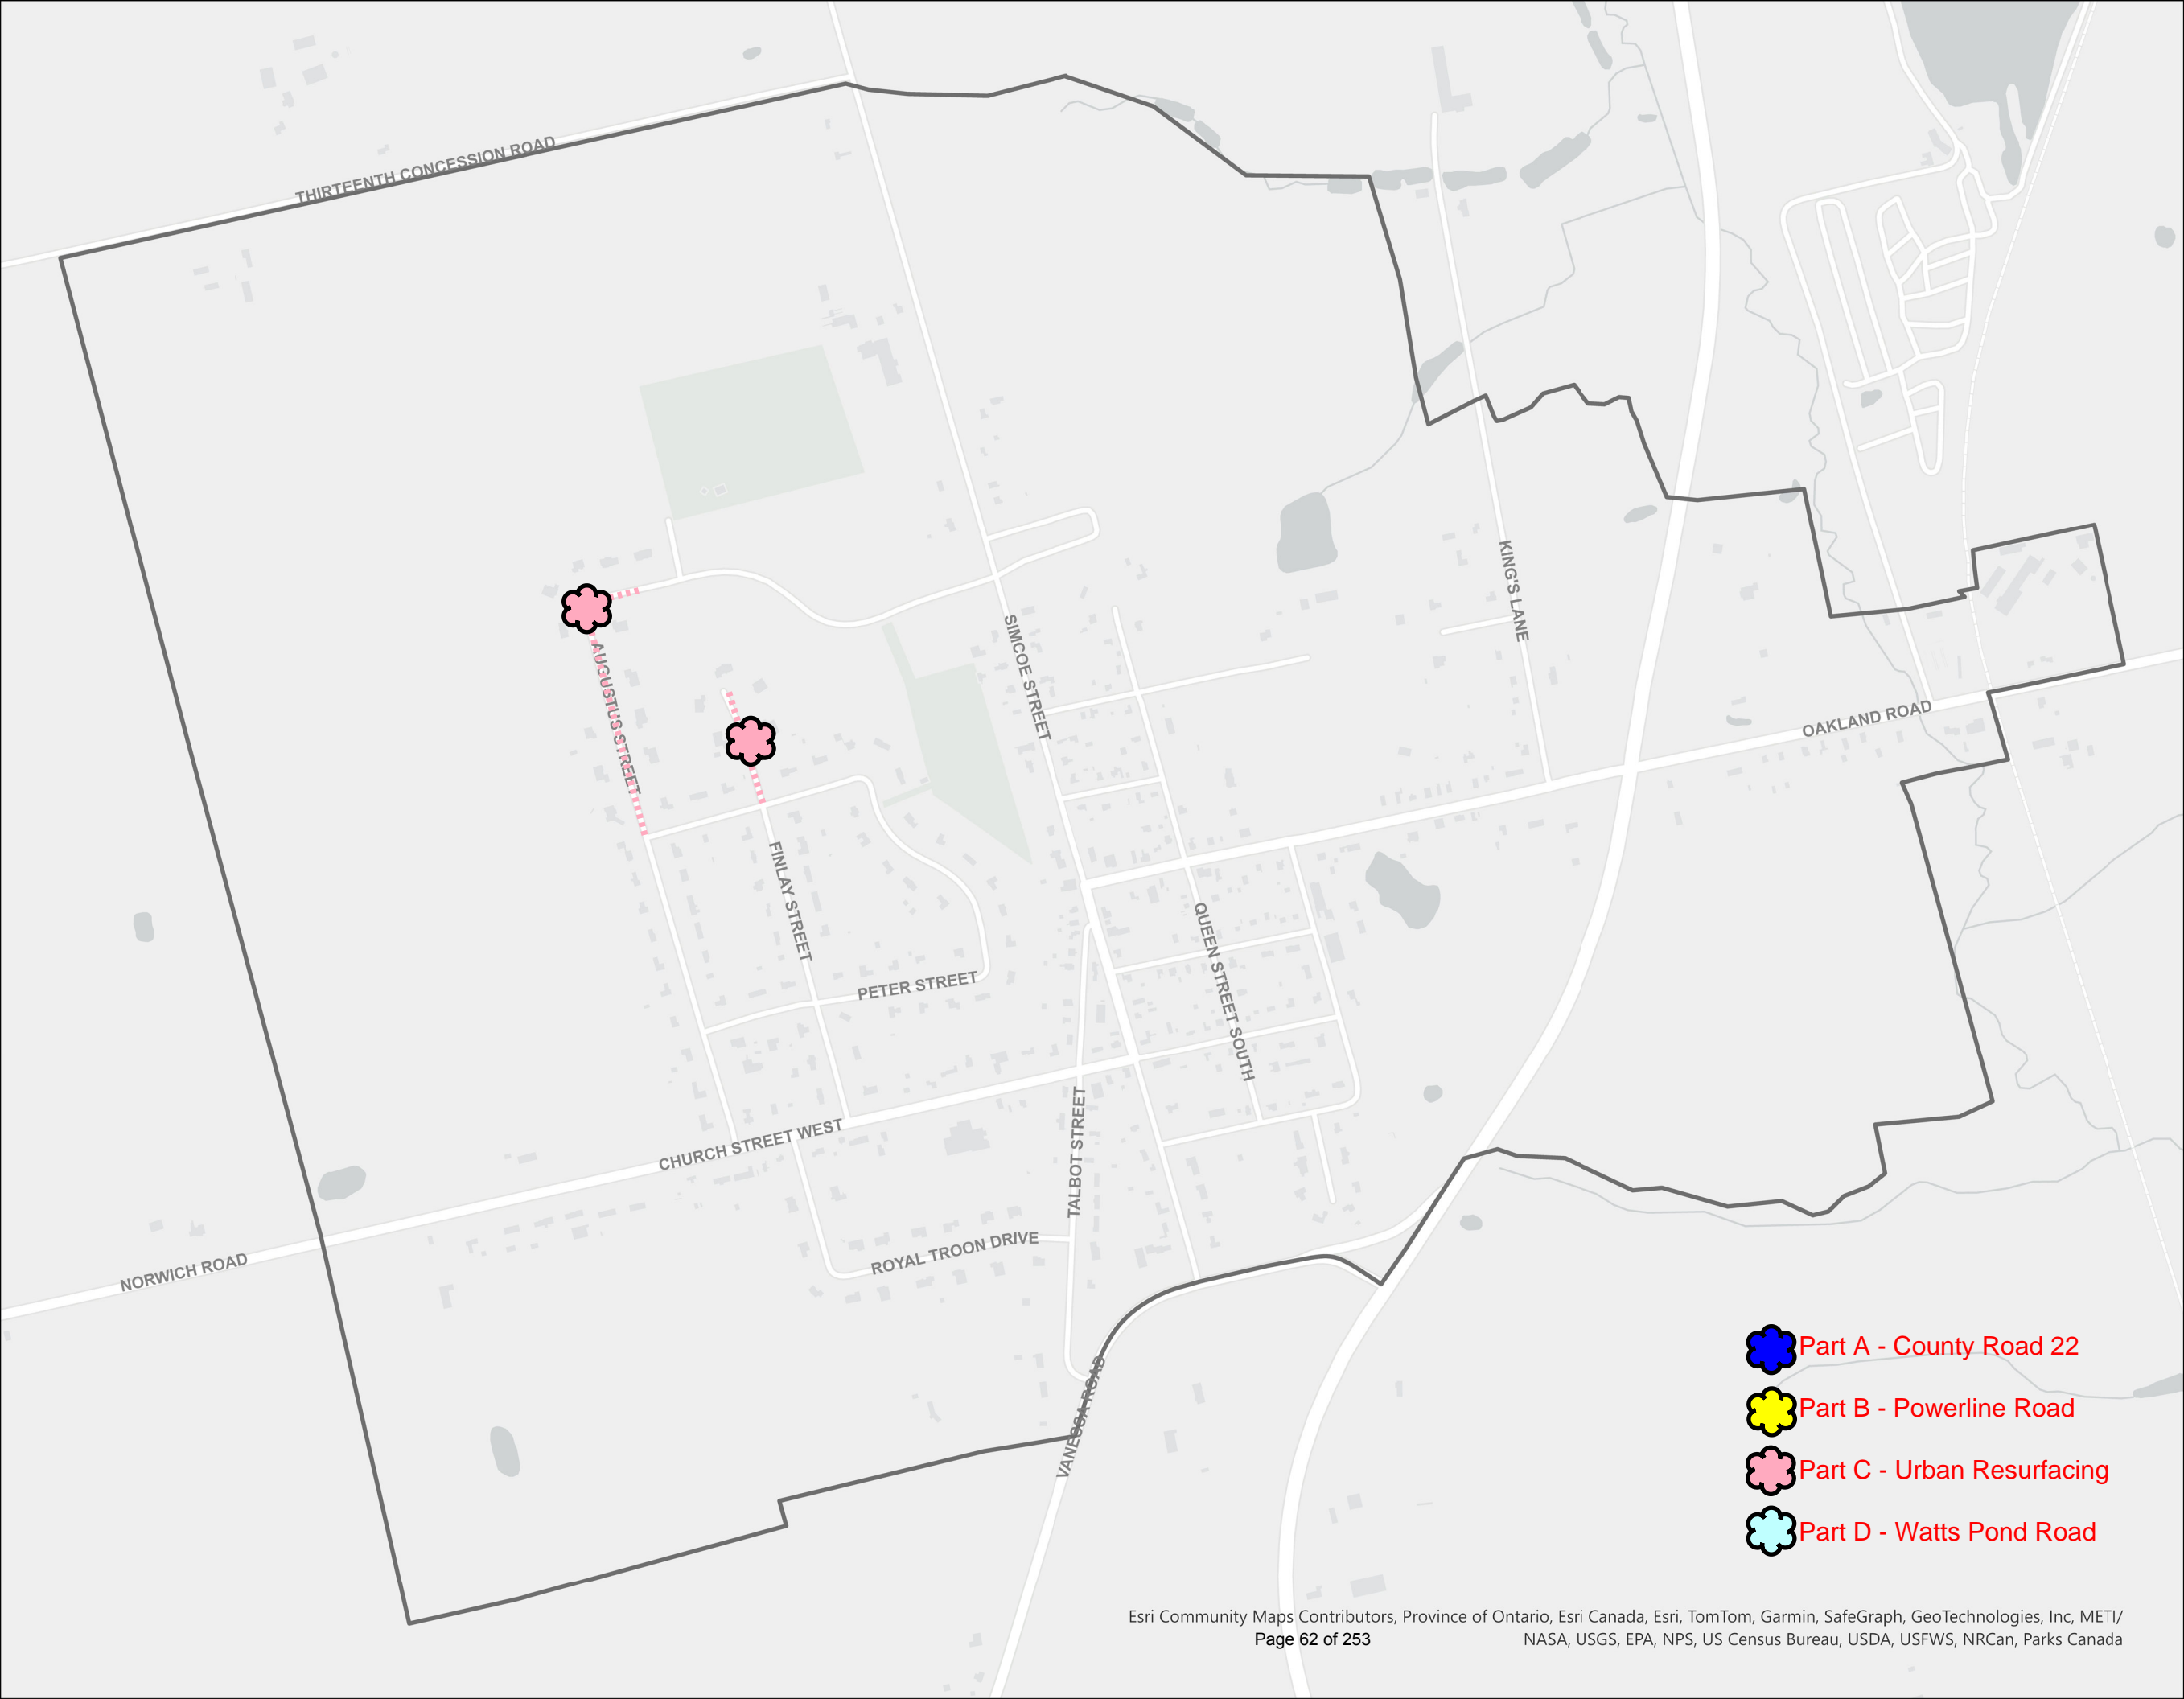 THIRTEENTH CONCESSION ROAD
KING'S LANE
SIMCOE STREET
AUGUSTUS STREET
OAKLAND ROAD
FINLAY STREET
QUEEN STREET SOUTH
PETER STREET
CHURCH STREET WEST
TALBOT STREET
ROYAL TROON DRIVE
NORWICH ROAD
VANESSA ROAD
Part A - County Road 22
Part B - Powerline Road
Part C - Urban Resurfacing
Part D - Watts Pond Road
Esri Community Maps Contributors, Province of Ontario, Esri Canada, Esri, TomTom, Garmin, SafeGraph, GeoTechnologies, Inc, METI/
Page 62 of 253
NASA, USGS, EPA, NPS, US Census Bureau, USDA, USFWS, NRCan, Parks Canada